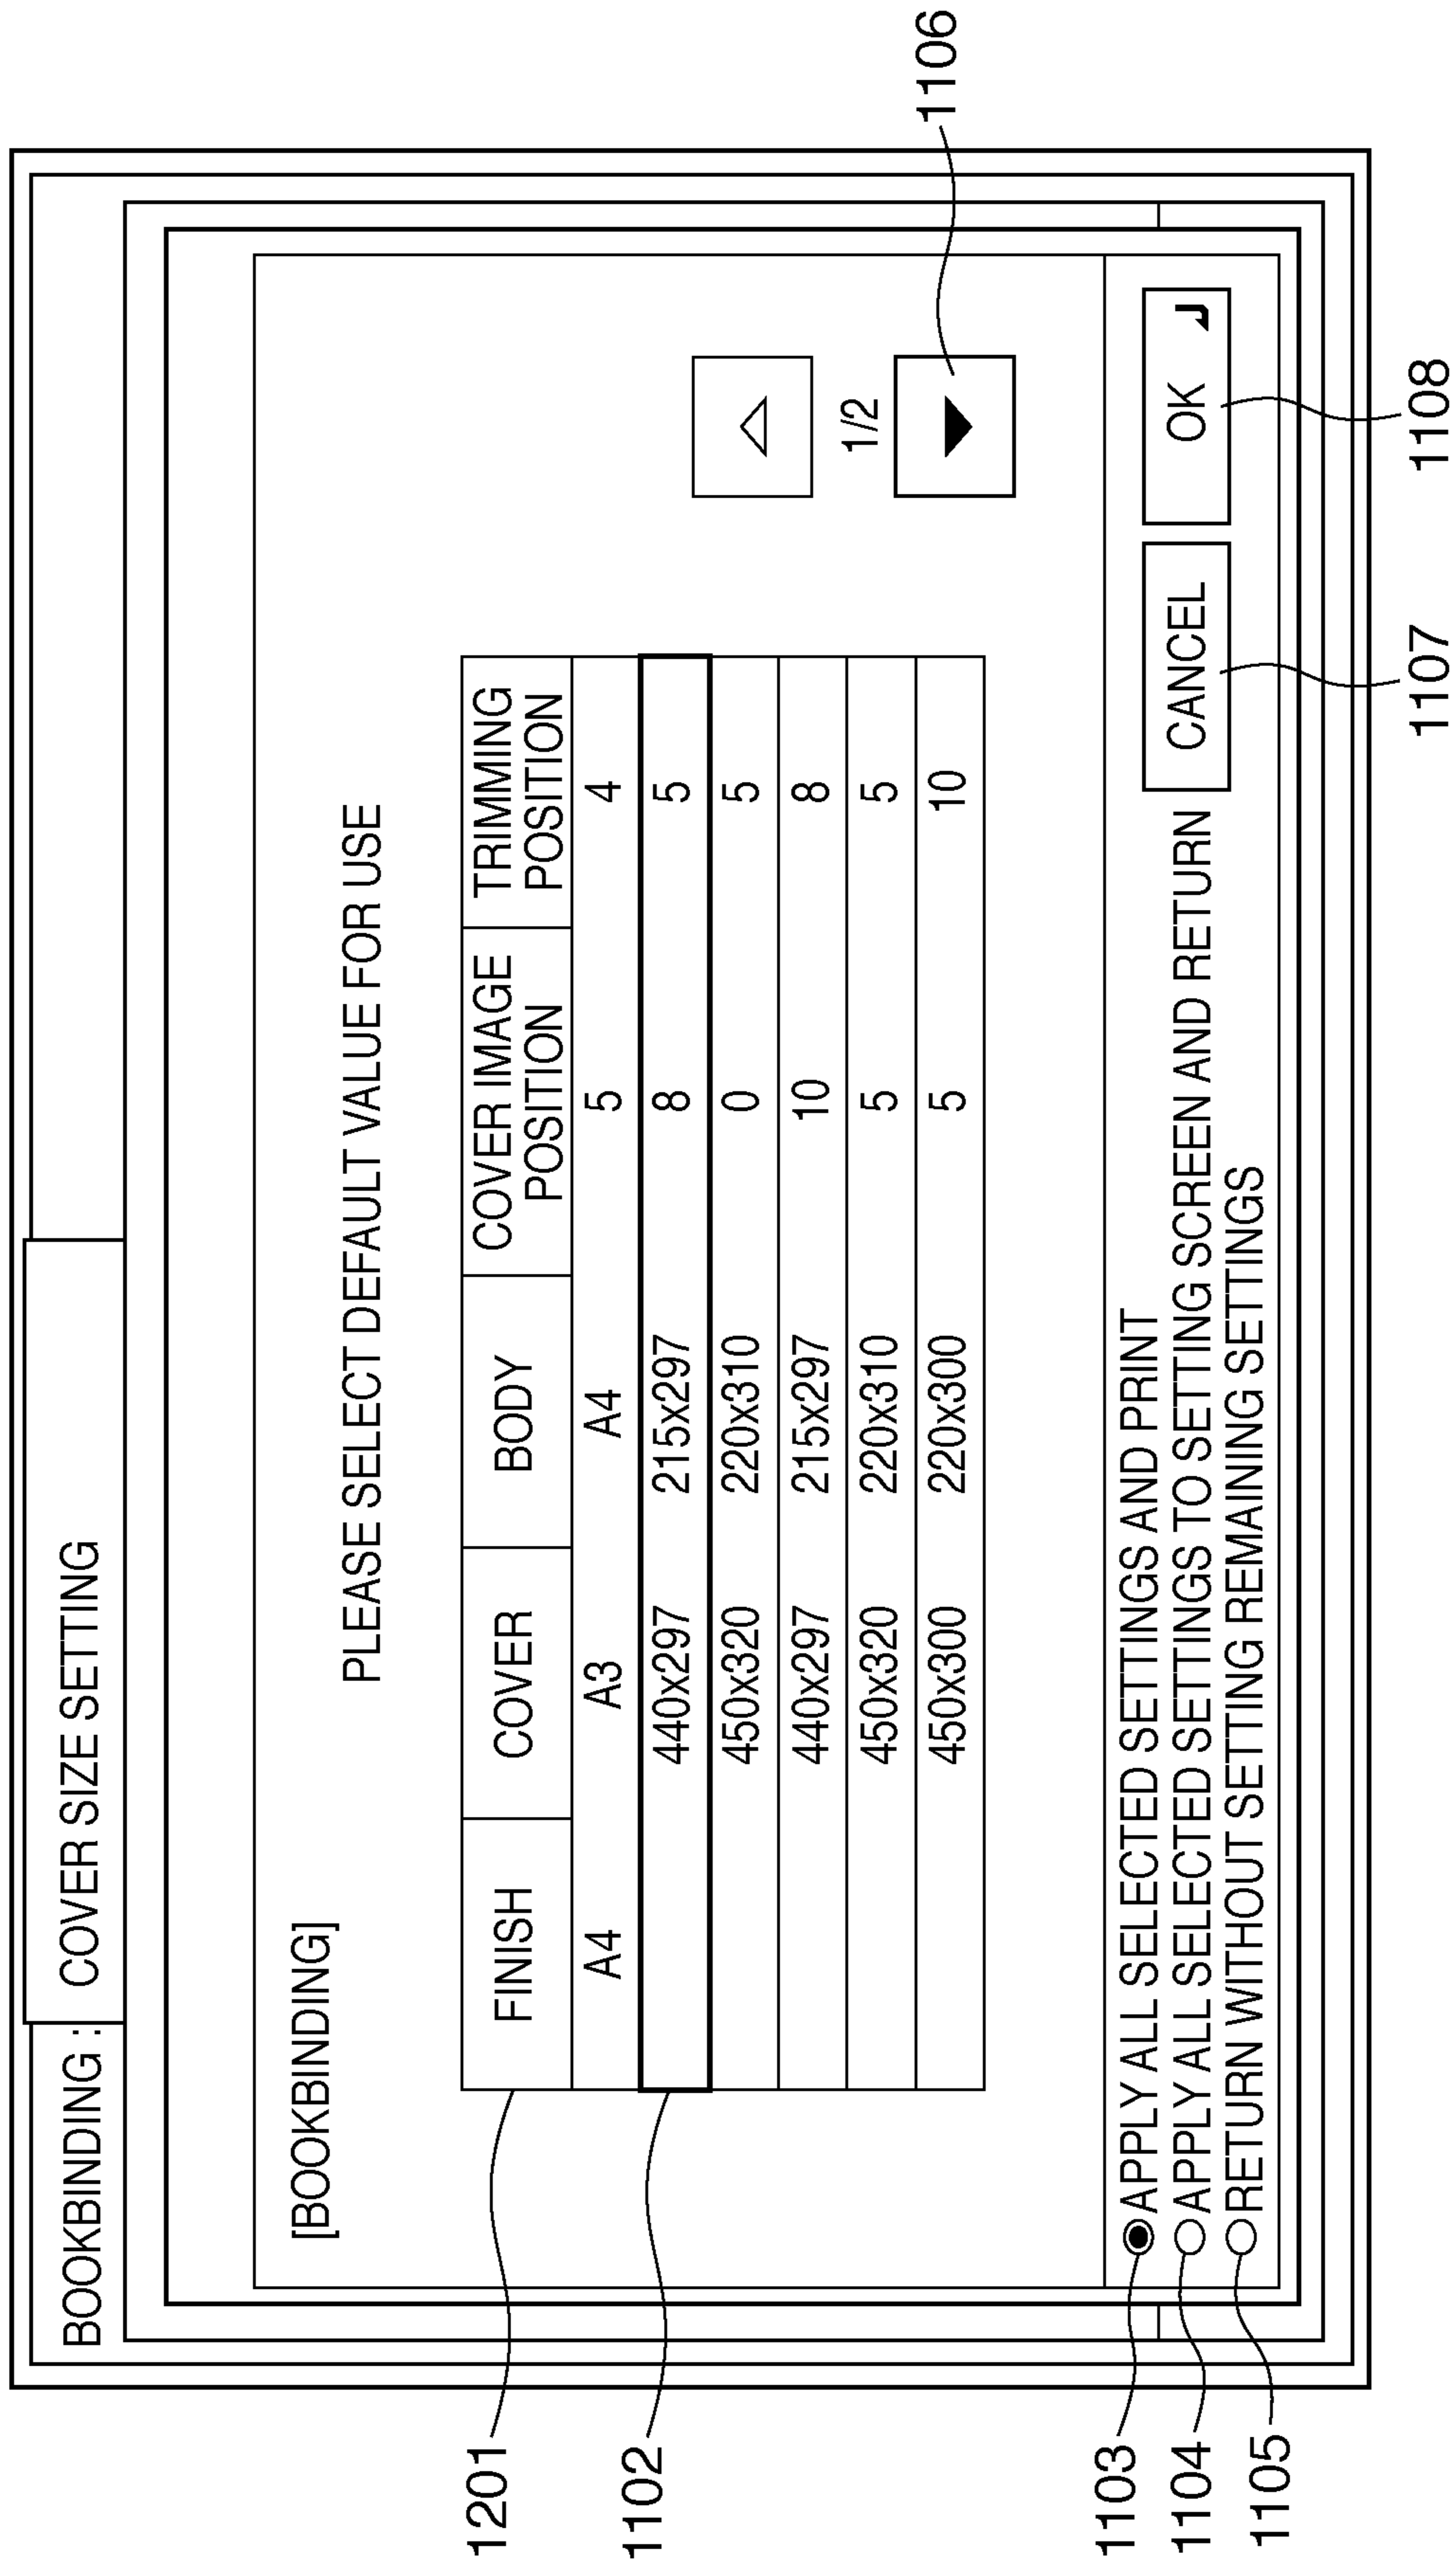 BOOKBINDING : COVER SIZE SETTING
[BOOKBINDING]
PLEASE SELECT DEFAULT VALUE FOR USE
FINISH COVER BODY COVER IMAGE POSITION TRIMMING POSITION
A4 A3 A4 5 4
440x297 215x297 8 5
450x320 220x310 0 5
440x297 215x297 10 8
450x320 220x310 5 5
450x300 220x300 5 10
1/2
APPLY ALL SELECTED SETTINGS AND PRINT
APPLY ALL SELECTED SETTINGS TO SETTING SCREEN AND RETURN
RETURN WITHOUT SETTING REMAINING SETTINGS
CANCEL
OK
1201
1102
1103
1104
1105
1106
1107
1108